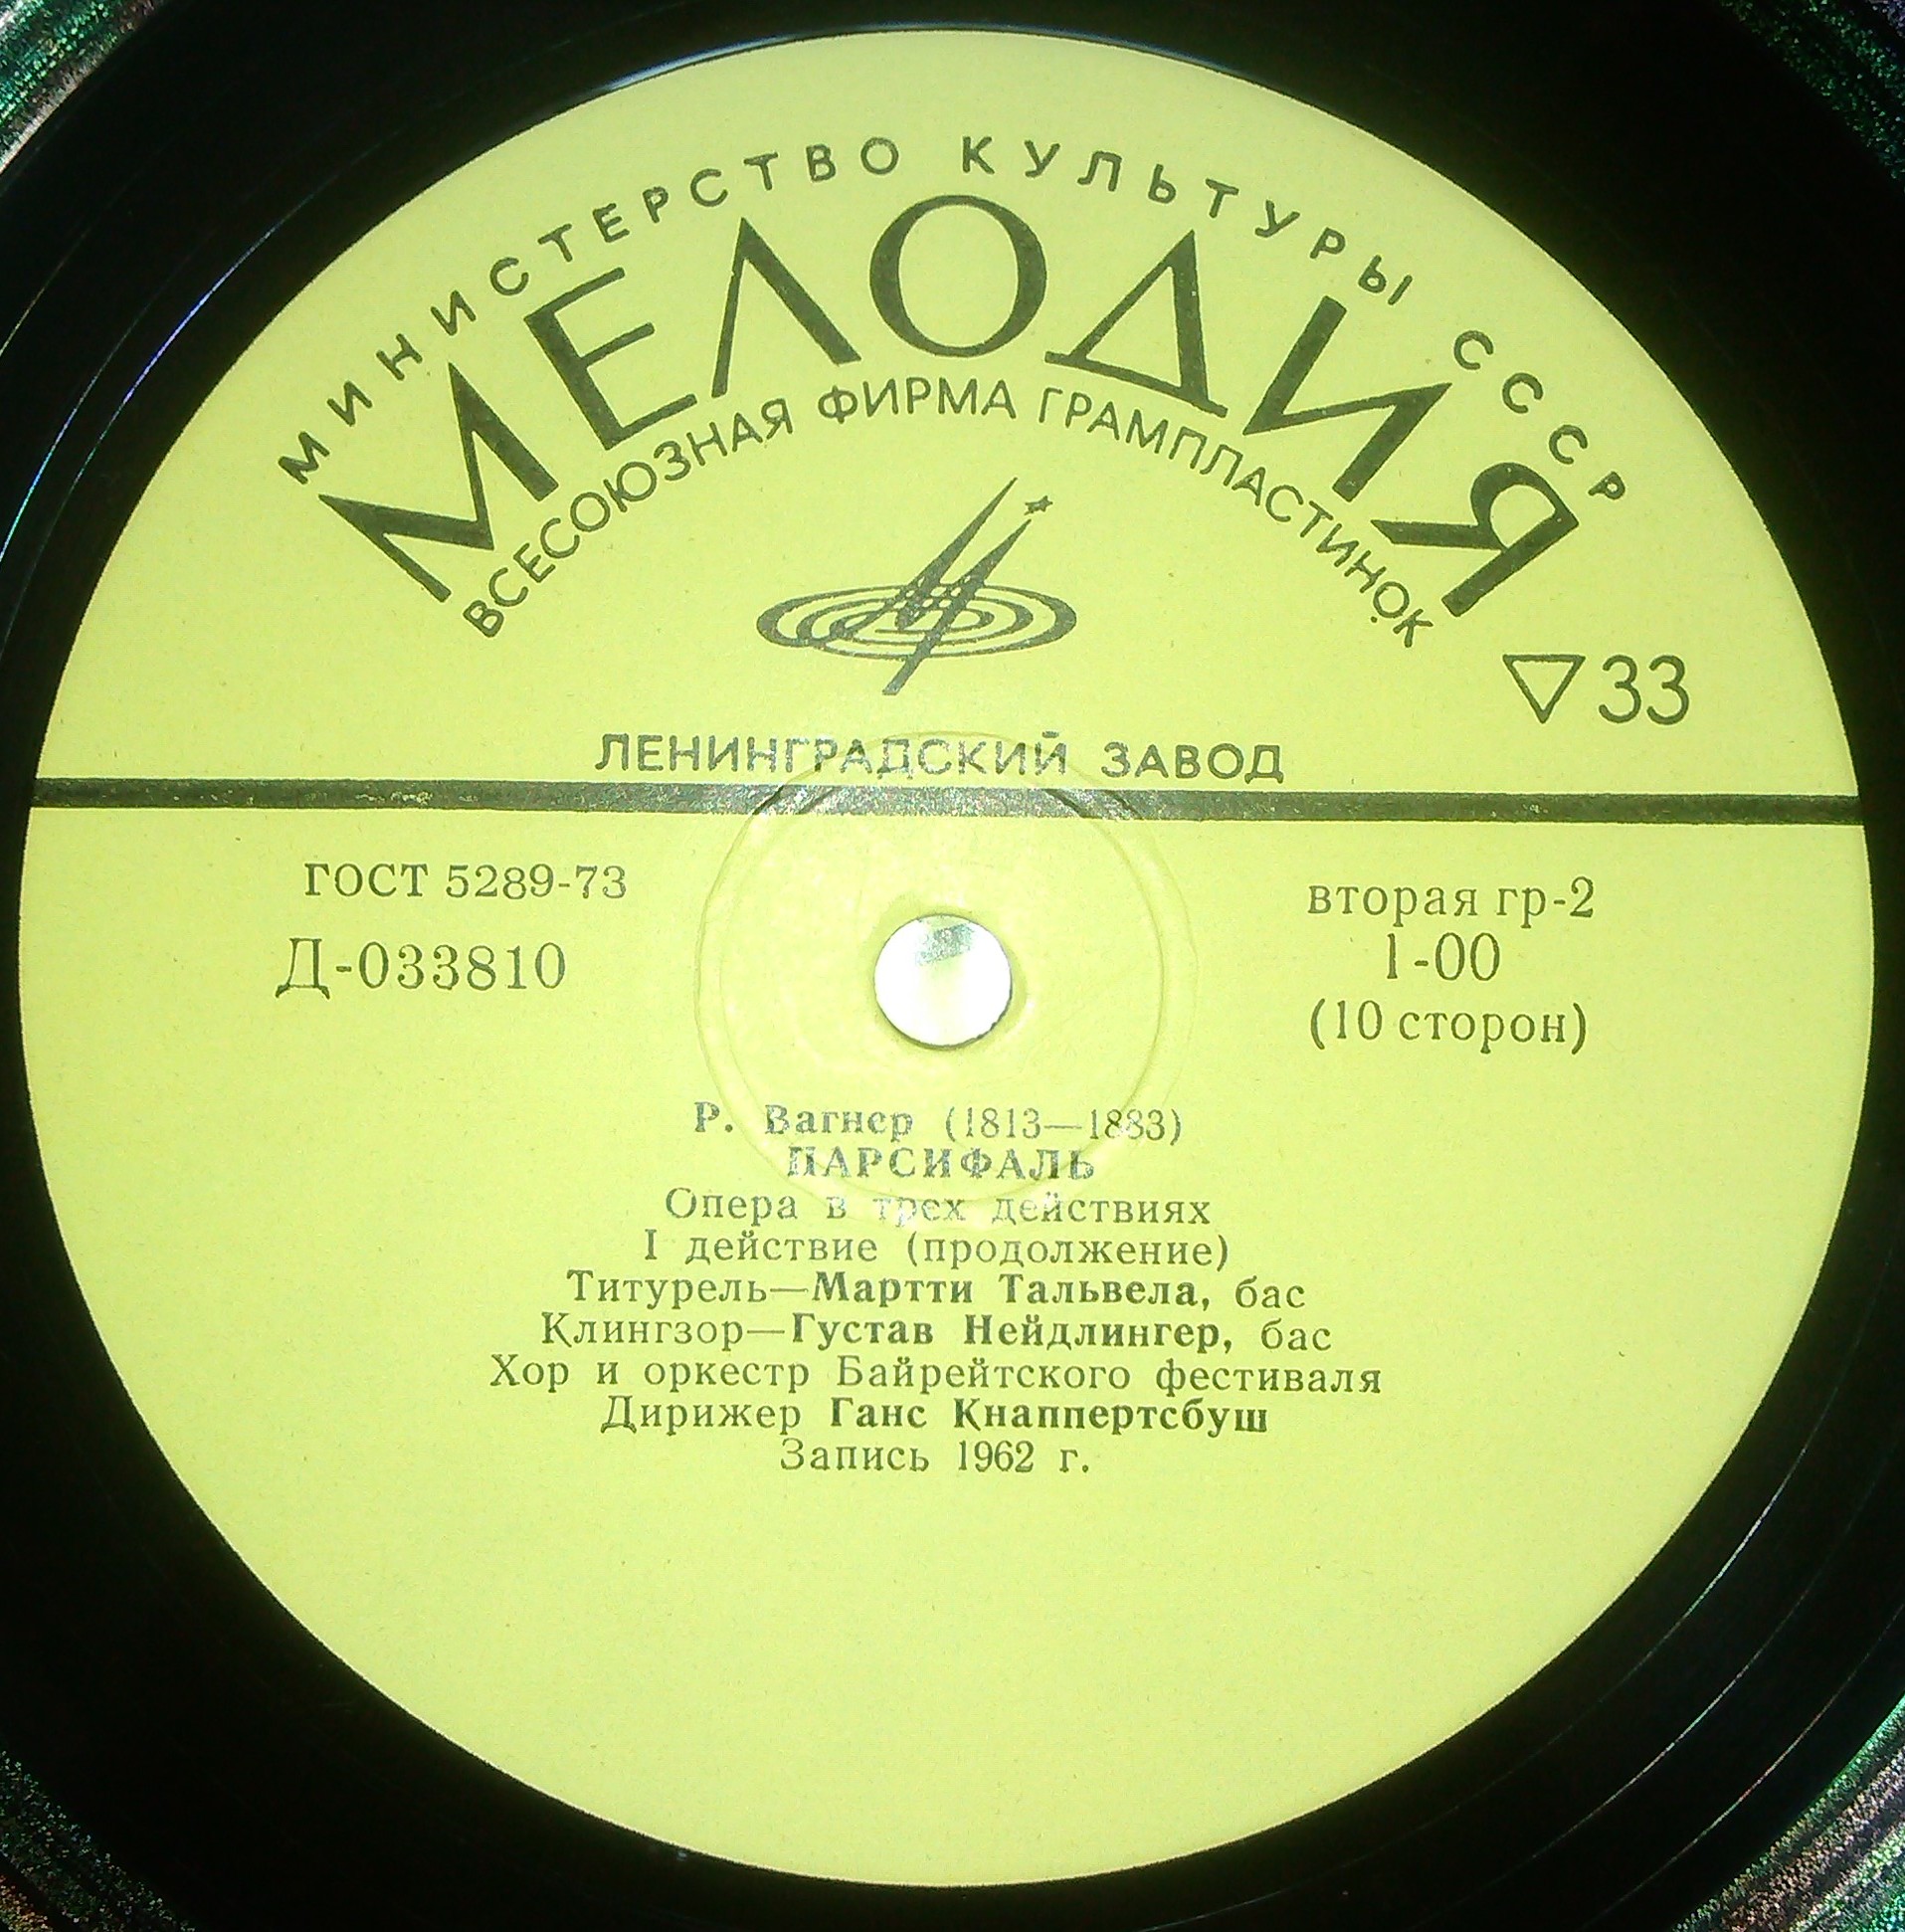 МИНИСТЕРСТВО КУЛЬТУРЫ СССР
МЕЛОДИЯ
ВСЕСОЮЗНАЯ ФИРМА ГРАМПЛАСТИНОК
33
ЛЕНИНГРАДСКИЙ ЗАВОД
ГОСТ 5289-73
Д-033810
вторая гр-2
1-00
(10 сторон)
Р. Вагнер (1813—1883)
ПАРСИФАЛЬ
Опера в трех действиях
I действие (продолжение)
Титурель—Мартти Тальвела, бас
Клингзор—Густав Нейдлингер, бас
Хор и оркестр Байрейтского фестиваля
Дирижер Ганс Кнаппертсбуш
Запись 1962 г.